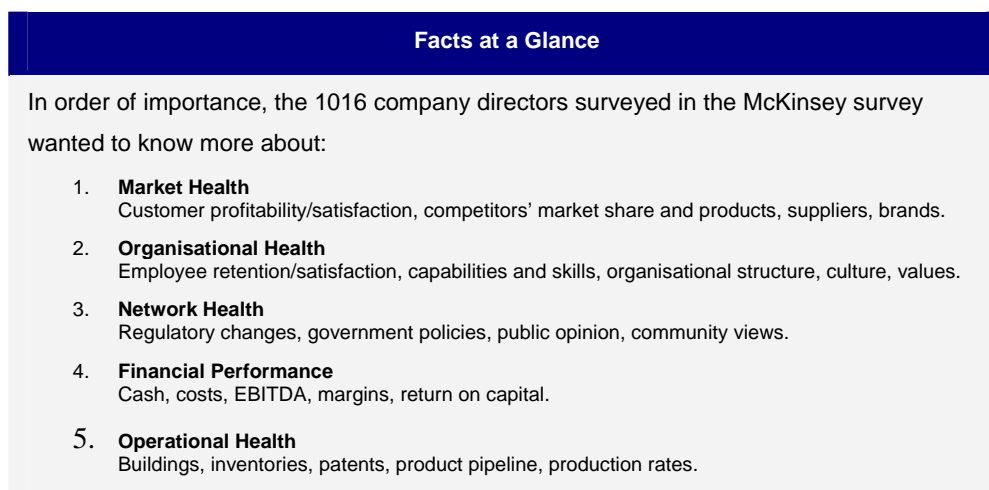 Facts at a Glance
In order of importance, the 1016 company directors surveyed in the McKinsey survey
wanted to know more about:
1. Market Health
Customer profitability/satisfaction, competitors’ market share and products, suppliers, brands.
2. Organisational Health
Employee retention/satisfaction, capabilities and skills, organisational structure, culture, values.
3. Network Health
Regulatory changes, government policies, public opinion, community views.
4. Financial Performance
Cash, costs, EBITDA, margins, return on capital.
5. Operational Health
Buildings, inventories, patents, product pipeline, production rates.